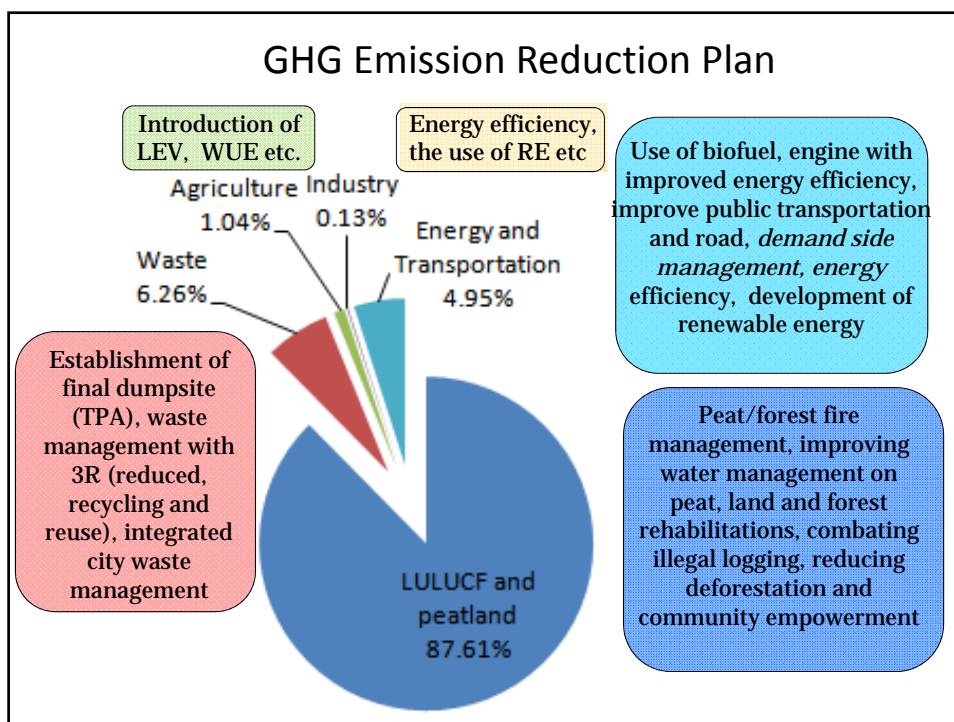 GHG Emission Reduction Plan
Introduction of
LEV, WUE etc.
Energy efficiency,
the use of RE etc
Use of biofuel, engine with
improved energy efficiency,
improve public transportation
and road, demand side
management, energy
efficiency, development of
renewable energy
Agriculture
1.04%
Industry
0.13%
Energy and
Transportation
4.95%
Waste
6.26%
Establishment of
final dumpsite
(TPA), waste
management with
3R (reduced,
recycling and
reuse), integrated
city waste
management
Peat/forest fire
management, improving
water management on
peat, land and forest
rehabilitations, combating
illegal logging, reducing
deforestation and
community empowerment
LULUCF and
peatland
87.61%